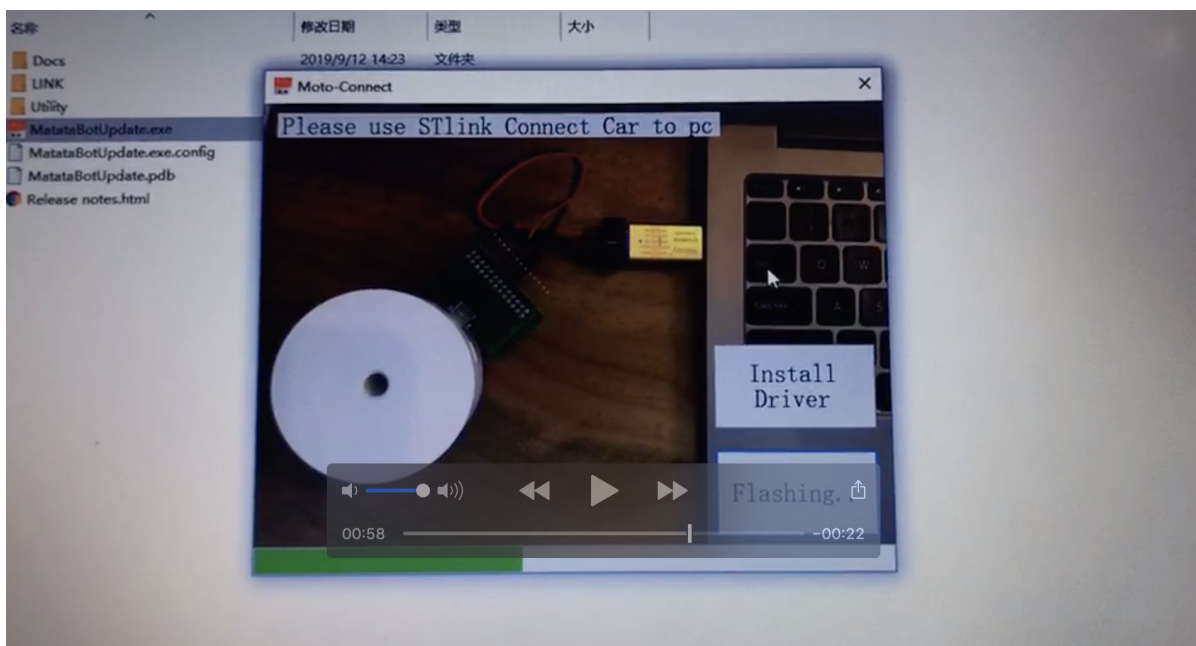 名称 修改日期 类型 大小
Docs 2019/9/12 14:23 文件夹
LINK
Utility
MatataBotUpdate.exe
MatataBotUpdate.exe.config
MatataBotUpdate.pdb
Release notes.html
Moto-Connect
Please use STlink Connect Car to pc
Q W
A S
Install
Driver
Flashing.
00:58 -00:22